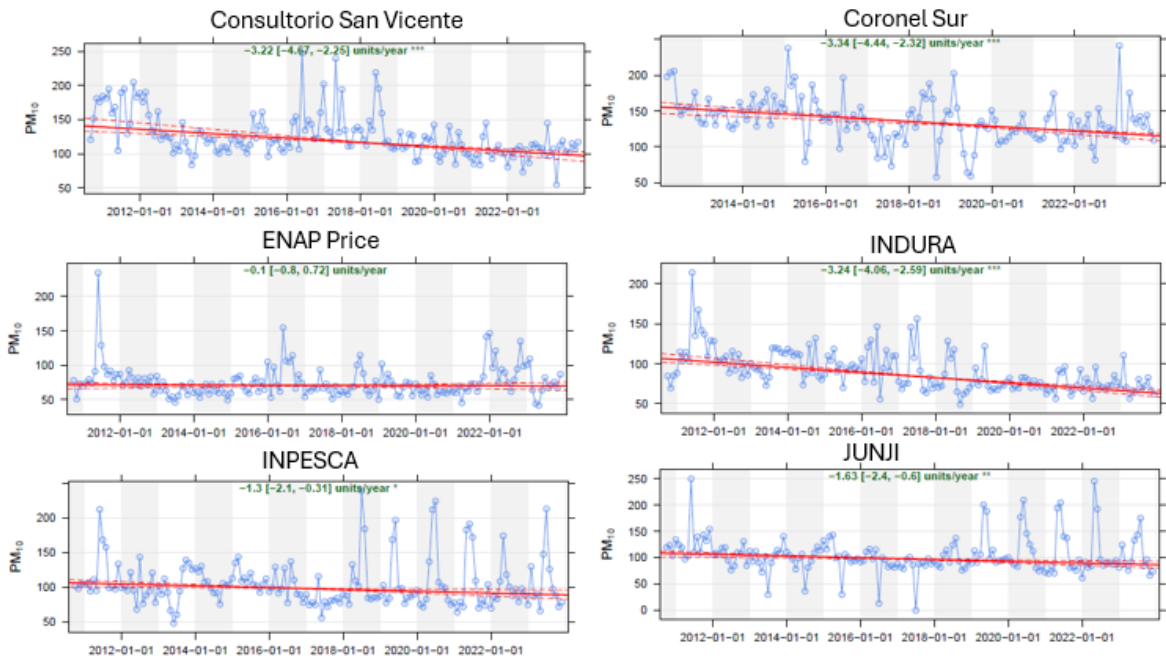 Consultorio San Vicente
−3.22 [−4.67, −2.25] units/year ***
250
200
150
100
50
PM10
2012−01−01 2014−01−01 2016−01−01 2018−01−01 2020−01−01 2022−01−01
Coronel Sur
−3.34 [−4.44, −2.32] units/year ***
250
200
150
100
50
PM10
2014−01−01 2016−01−01 2018−01−01 2020−01−01 2022−01−01
ENAP Price
−0.1 [−0.8, 0.72] units/year
200
150
100
50
PM10
2012−01−01 2014−01−01 2016−01−01 2018−01−01 2020−01−01 2022−01−01
INDURA
−3.24 [−4.06, −2.59] units/year ***
200
150
100
50
PM10
2012−01−01 2014−01−01 2016−01−01 2018−01−01 2020−01−01 2022−01−01
INPESCA
−1.3 [−2.1, −0.31] units/year *
200
150
100
50
PM10
2012−01−01 2014−01−01 2016−01−01 2018−01−01 2020−01−01 2022−01−01
JUNJI
−1.63 [−2.4, −0.6] units/year **
250
200
150
100
50
0
PM10
2012−01−01 2014−01−01 2016−01−01 2018−01−01 2020−01−01 2022−01−01